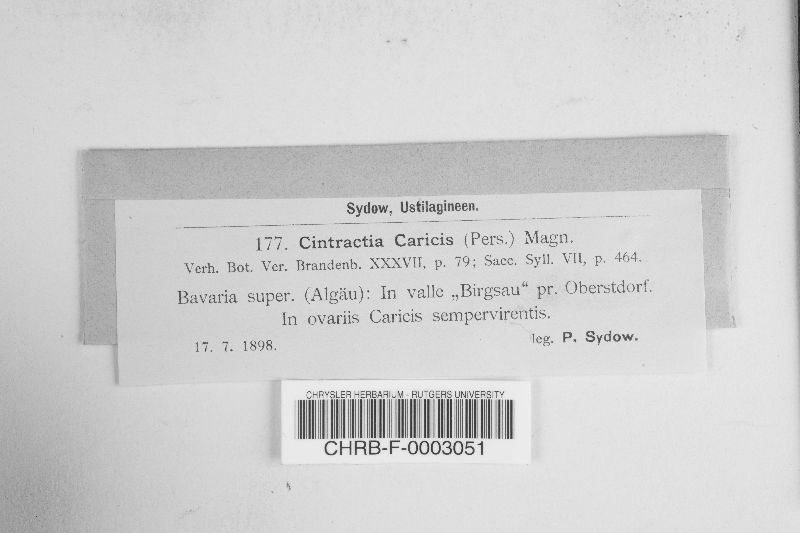 Sydow, Ustilagineen.
177. Cintractia Caricis (Pers.) Magn.
Verh. Bot. Ver. Brandenb. XXXVII, p. 79; Sacc. Syll. VII, p. 464.
Bavaria super. (Algäu): In valle „Birgsau“ pr. Oberstdorf.
In ovariis Caricis sempervirentis.
17. 7. 1898.
leg. P. Sydow.
CHRYSLER HERBARIUM - RUTGERS UNIVERSITY
CHRB-F-0003051